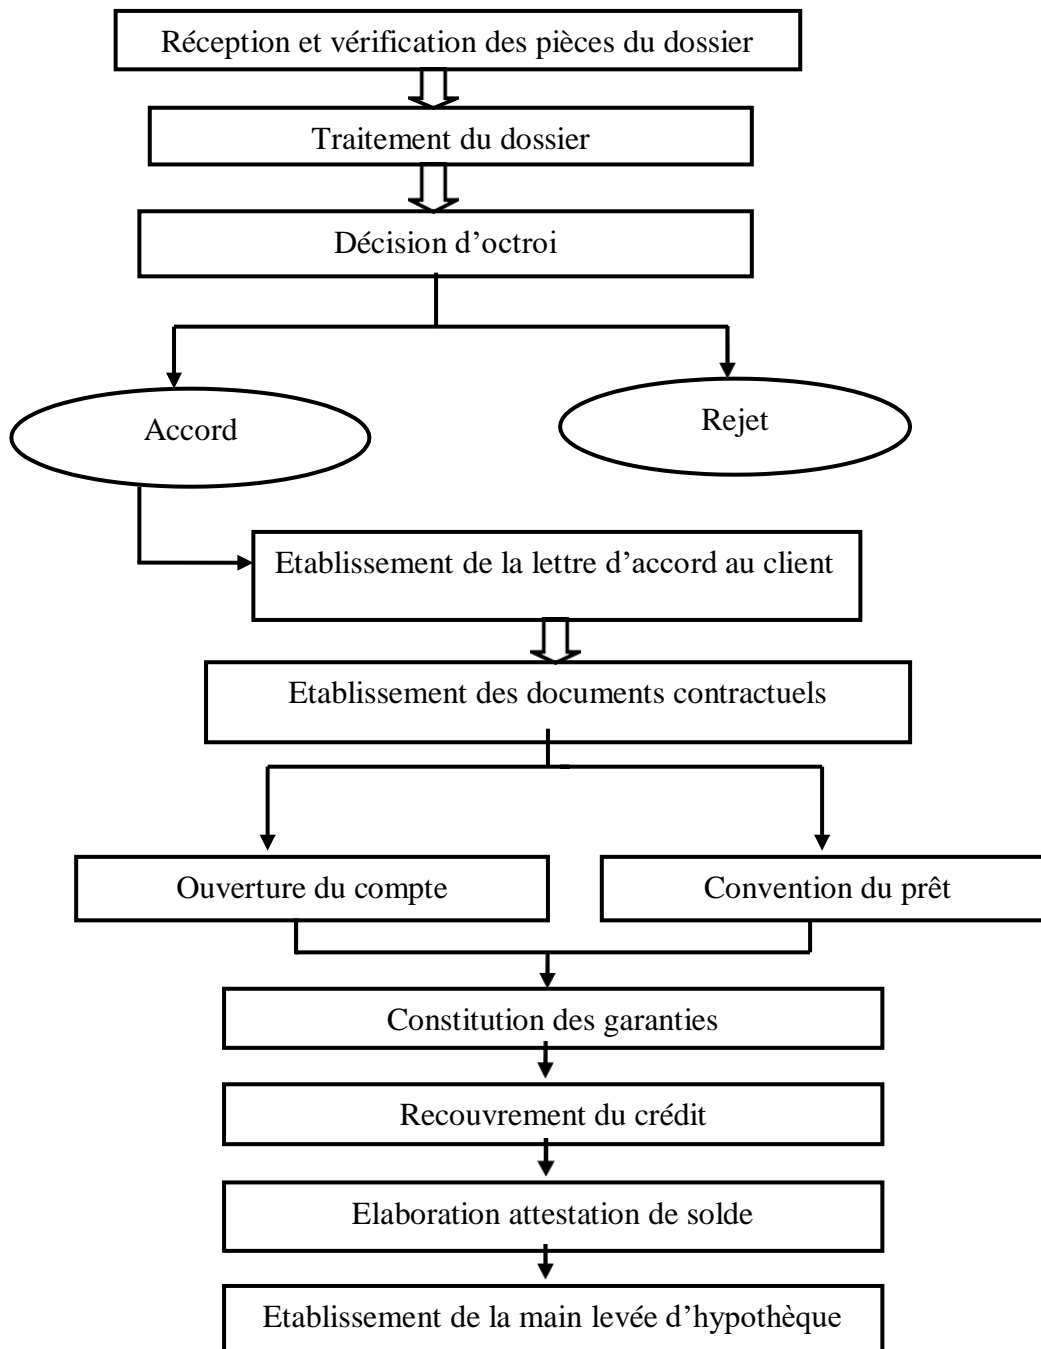 Réception et vérification des pièces du dossier
Traitement du dossier
Décision d’octroi
Accord
Rejet
Etablissement de la lettre d’accord au client
Etablissement des documents contractuels
Ouverture du compte
Convention du prêt
Constitution des garanties
Recouvrement du crédit
Elaboration attestation de solde
Etablissement de la main levée d’hypothèque